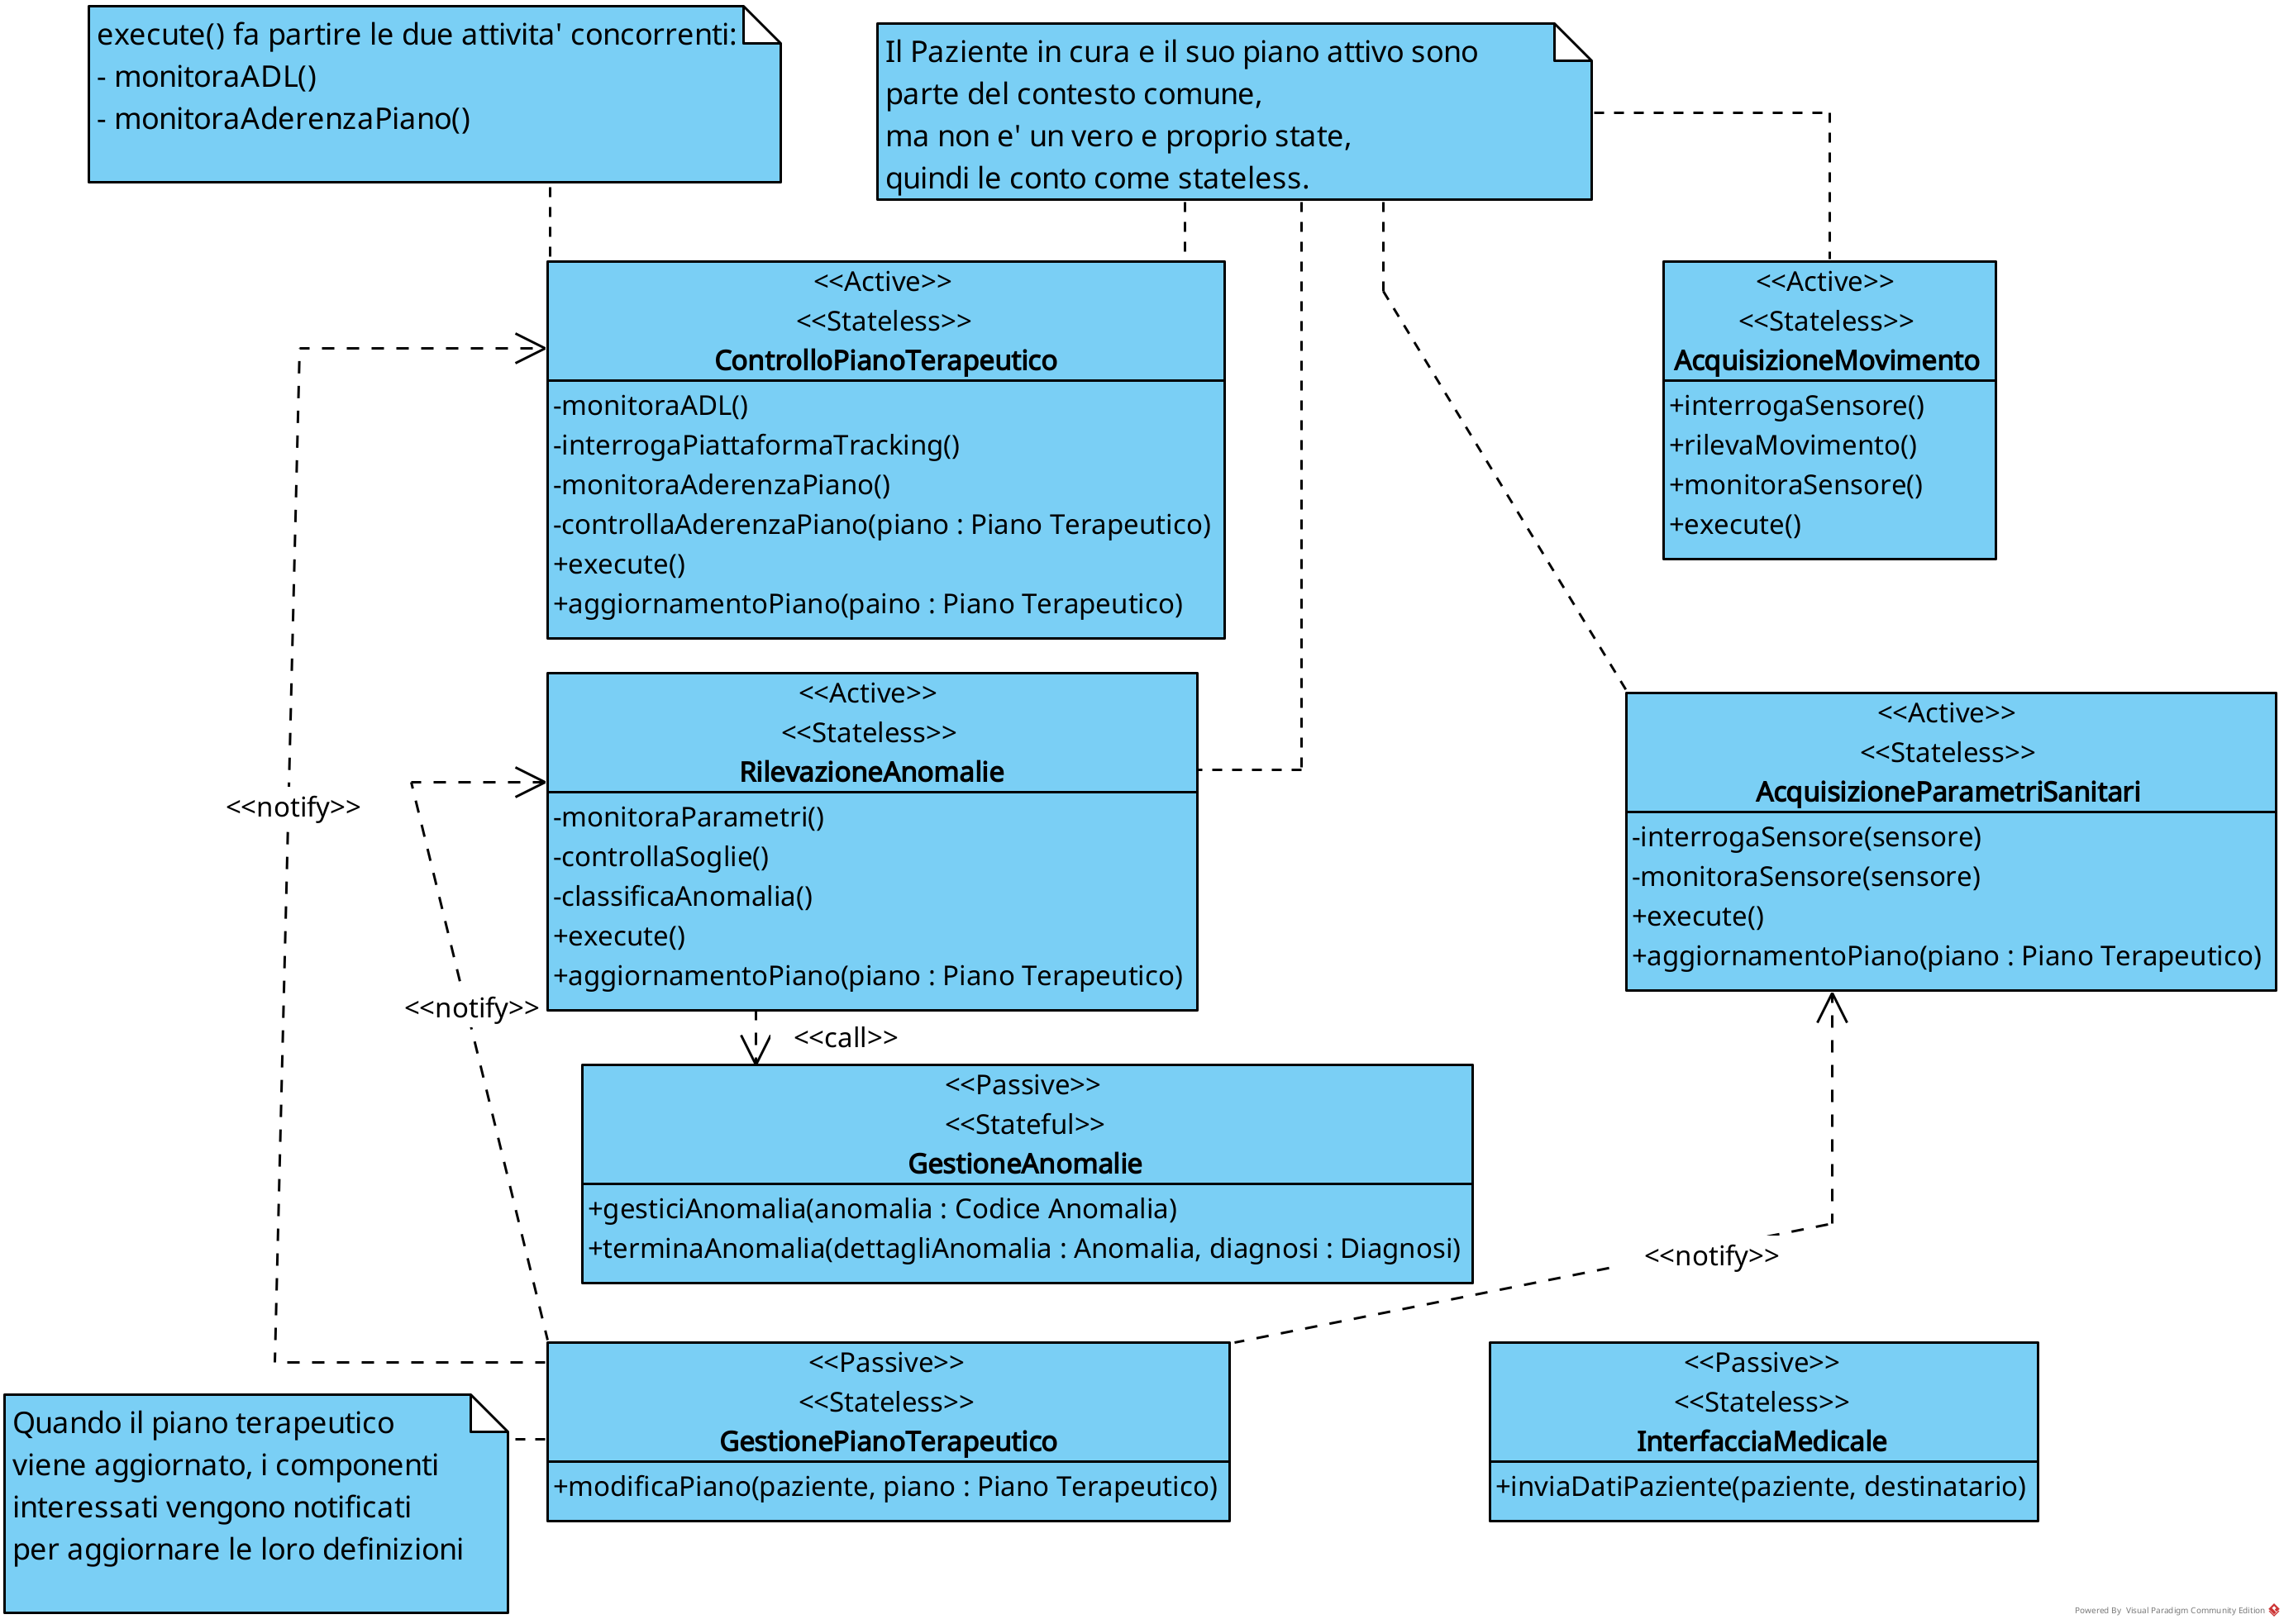 execute() fa partire le due attivita' concorrenti:
- monitoraADL()
- monitoraAderenzaPiano()
Il Paziente in cura e il suo piano attivo sono
parte del contesto comune,
ma non e' un vero e proprio state,
quindi le conto come stateless.
<<Active>>
<<Stateless>>
ControlloPianoTerapeutico
-monitoraADL()
-interrogaPiattaformaTracking()
-monitoraAderenzaPiano()
-controllaAderenzaPiano(piano : Piano Terapeutico)
+execute()
+aggiornamentoPiano(paino : Piano Terapeutico)
<<Active>>
<<Stateless>>
AcquisizioneMovimento
+interrogaSensore()
+rilevaMovimento()
+monitoraSensore()
+execute()
<<notify>>
<<Active>>
<<Stateless>>
RilevazioneAnomalie
-monitoraParametri()
-controllaSoglie()
-classificaAnomalia()
+execute()
+aggiornamentoPiano(piano : Piano Terapeutico)
<<Active>>
<<Stateless>>
AcquisizioneParametriSanitari
-interrogaSensore(sensore)
-monitoraSensore(sensore)
+execute()
+aggiornamentoPiano(piano : Piano Terapeutico)
<<notify>>
<<call>>
<<Passive>>
<<Stateful>>
GestioneAnomalie
+gesticiAnomalia(anomalia : Codice Anomalia)
+terminaAnomalia(dettagliAnomalia : Anomalia, diagnosi : Diagnosi)
<<notify>>
<<Passive>>
<<Stateless>>
GestionePianoTerapeutico
+modificaPiano(paziente, piano : Piano Terapeutico)
<<Passive>>
<<Stateless>>
InterfacciaMedicale
+inviaDatiPaziente(paziente, destinatario)
Quando il piano terapeutico
viene aggiornato, i componenti
interessati vengono notificati
per aggiornare le loro definizioni
Powered By Visual Paradigm Community Edition